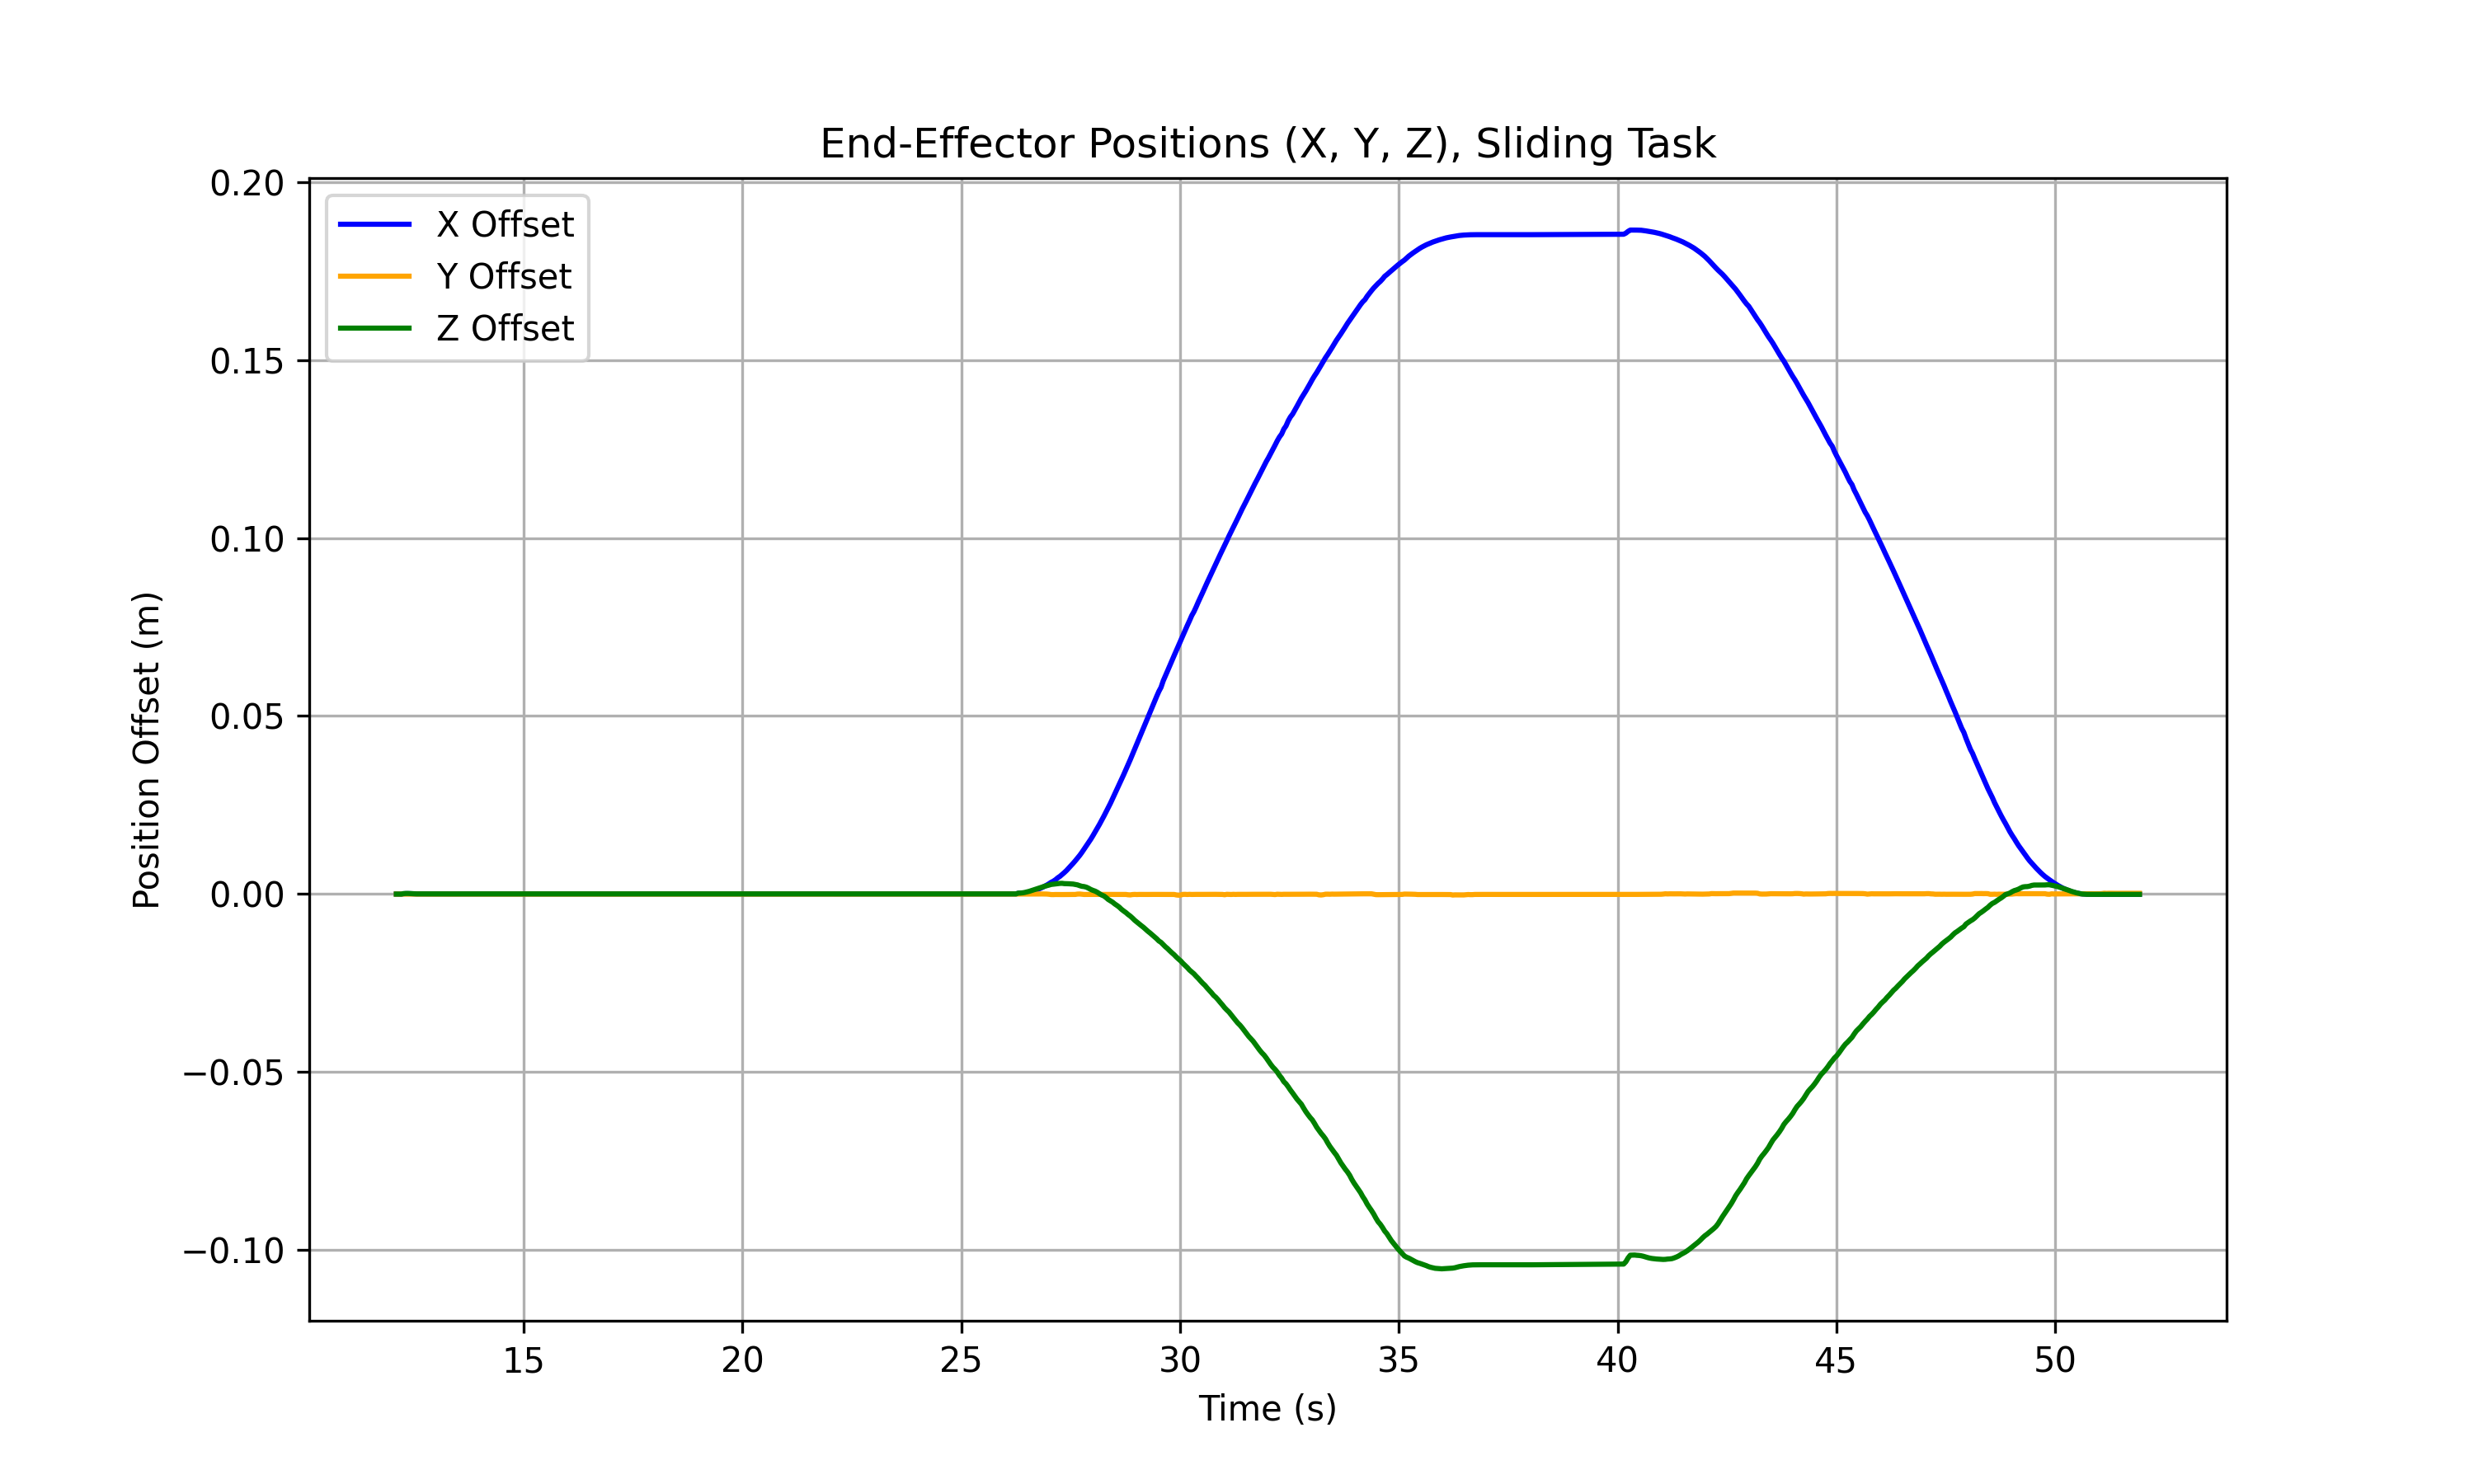 End-Effector Positions (X, Y, Z), Sliding Task
X Offset
Y Offset
Z Offset
Position Offset (m)
0.20
0.15
0.10
0.05
0.00
−0.05
−0.10
15 20 25 30 35 40 45 50
Time (s)